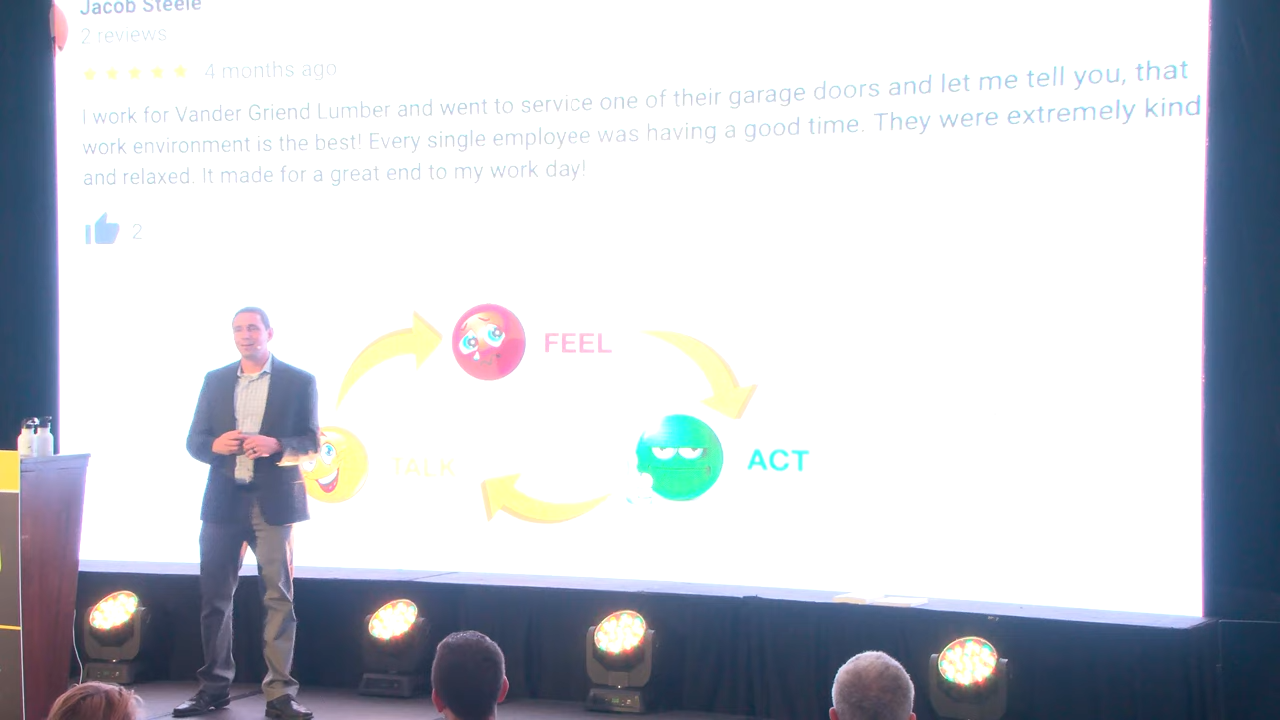 Jacob Steele
2 reviews
4 months ago
I work for Vander Griend Lumber and went to service one of their garage doors and let me tell you, that
work environment is the best! Every single employee was having a good time. They were extremely kind
and relaxed. It made for a great end to my work day!
2
FEEL
TALK
ACT